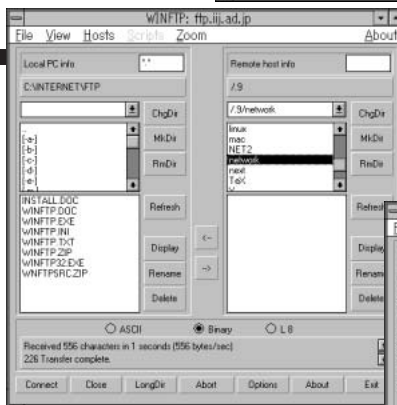 WINFTP: ftp.iij.ad.jp
File View Hosts Scripts Zoom About
Local PC info *.*
C:\INTERNET\FTP
ChgDir
MkDir
RmDir
..
[-a-]
[-b-]
[-c-]
[-d-]
[-e-]
Refresh
Display
Rename
Delete
INSTALL.DOC
WINFTP.DOC
WINFTP.EXE
WINFTP.INI
WINFTP.TXT
WINFTP.ZIP
WINFTP32.EXE
WNFTPSRC.ZIP
<-
->
Remote host info
/.9
/.9/network
ChgDir
MkDir
RmDir
linux
mac
NET2
network
next
TeX
Refresh
Display
Rename
Delete
ASCII Binary L 8
Received 556 characters in 1 seconds (556 bytes/sec)
226 Transfer complete.
Connect Close LongDir Abort Options About Exit